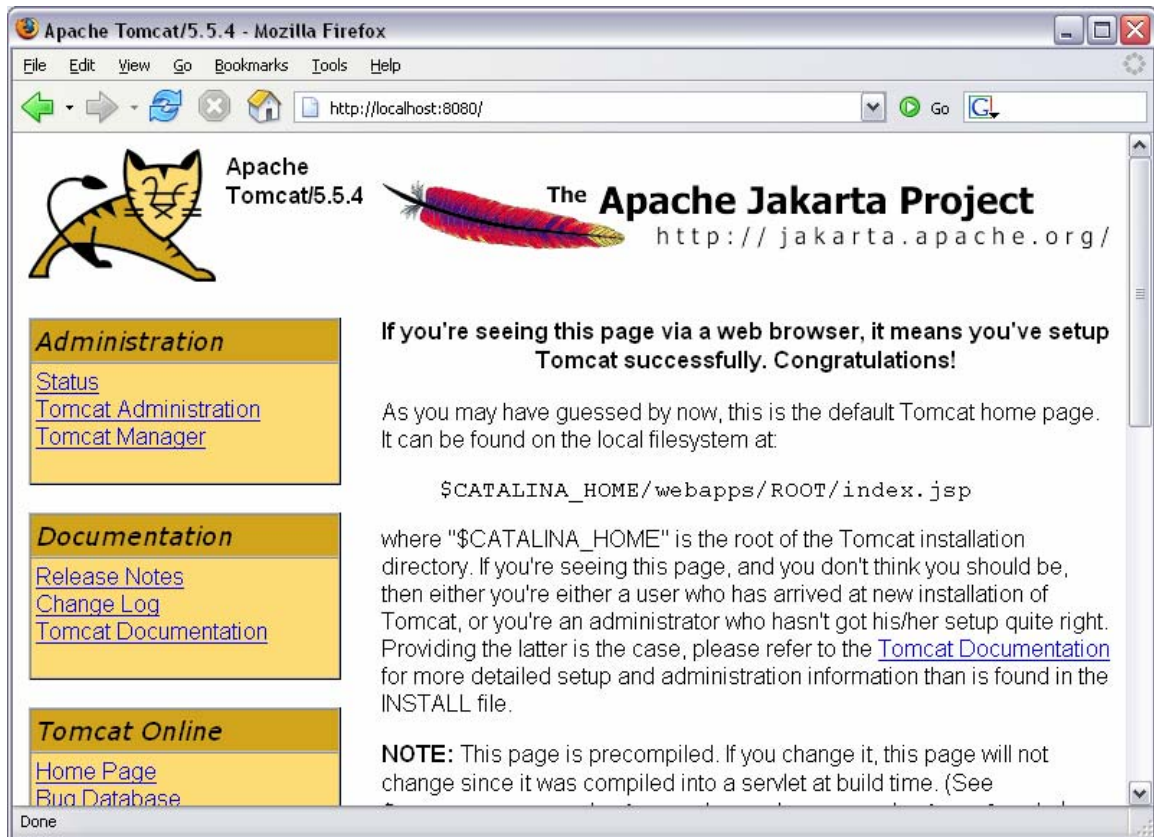 Apache Tomcat/5.5.4 - Mozilla Firefox
File Edit View Go Bookmarks Tools Help
http://localhost:8080/
Go
G
Apache
Tomcat/5.5.4
The Apache Jakarta Project
http://jakarta.apache.org/
Administration
Status
Tomcat Administration
Tomcat Manager
Documentation
Release Notes
Change Log
Tomcat Documentation
Tomcat Online
Home Page
Bug Database
If you're seeing this page via a web browser, it means you've setup
Tomcat successfully. Congratulations!
As you may have guessed by now, this is the default Tomcat home page.
It can be found on the local filesystem at:
$CATALINA_HOME/webapps/ROOT/index.jsp
where "$CATALINA_HOME" is the root of the Tomcat installation
directory. If you're seeing this page, and you don't think you should be,
then either you're either a user who has arrived at new installation of
Tomcat, or you're an administrator who hasn't got his/her setup quite right.
Providing the latter is the case, please refer to the Tomcat Documentation
for more detailed setup and administration information than is found in the
INSTALL file.
NOTE: This page is precompiled. If you change it, this page will not
change since it was compiled into a servlet at build time. (See
Done